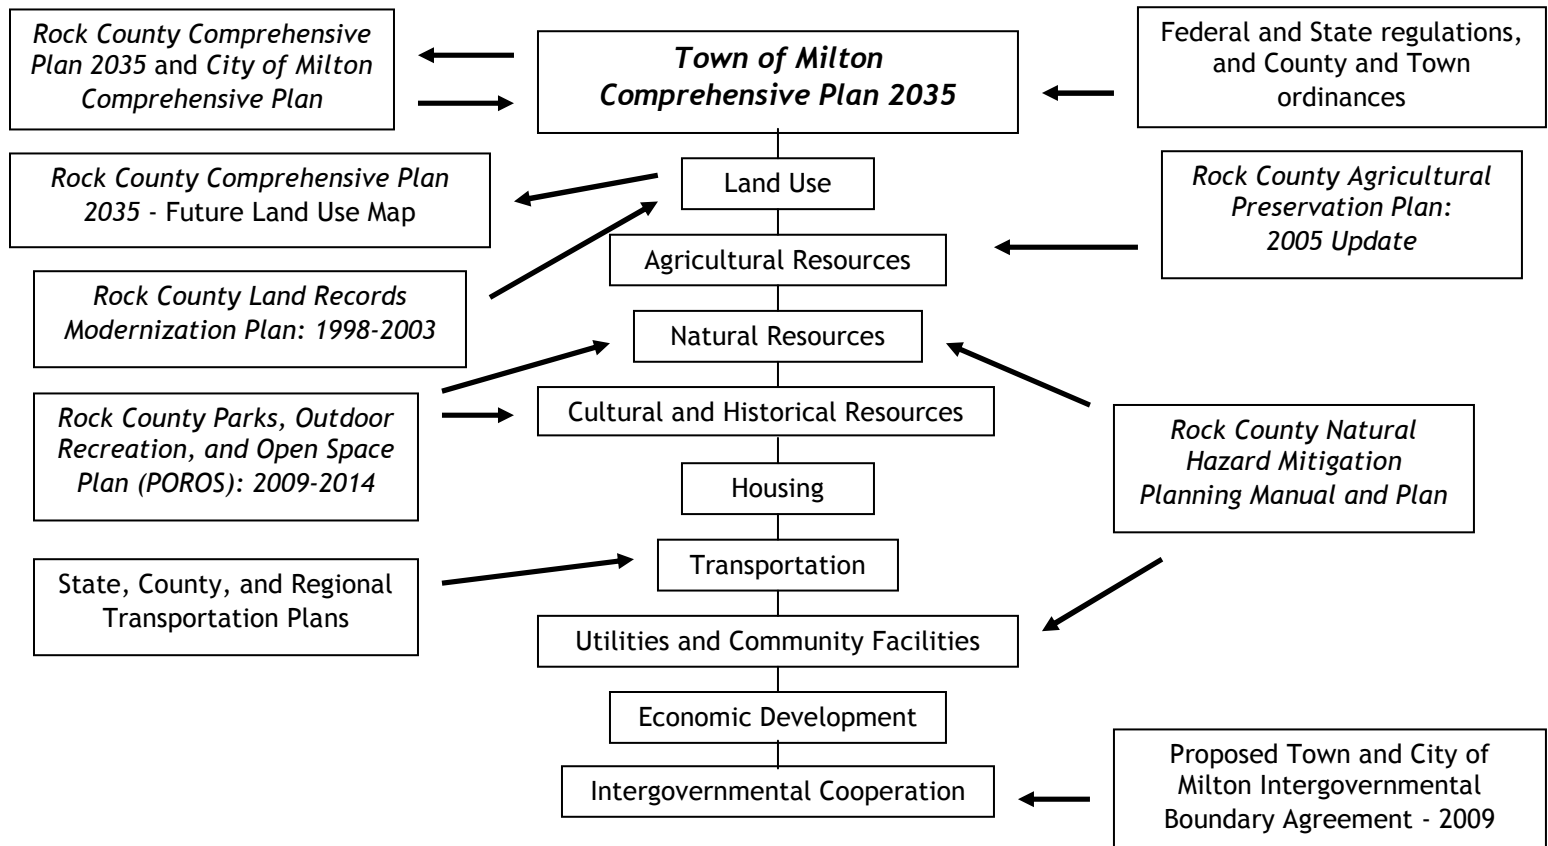 Rock County Comprehensive
Plan 2035 and City of Milton
Comprehensive Plan
Town of Milton
Comprehensive Plan 2035
Federal and State regulations,
and County and Town
ordinances
Rock County Comprehensive Plan
2035 - Future Land Use Map
Land Use
Rock County Agricultural
Preservation Plan:
2005 Update
Agricultural Resources
Rock County Land Records
Modernization Plan: 1998-2003
Natural Resources
Rock County Parks, Outdoor
Recreation, and Open Space
Plan (POROS): 2009-2014
Cultural and Historical Resources
Rock County Natural
Hazard Mitigation
Planning Manual and Plan
Housing
State, County, and Regional
Transportation Plans
Transportation
Utilities and Community Facilities
Economic Development
Intergovernmental Cooperation
Proposed Town and City of
Milton Intergovernmental
Boundary Agreement - 2009